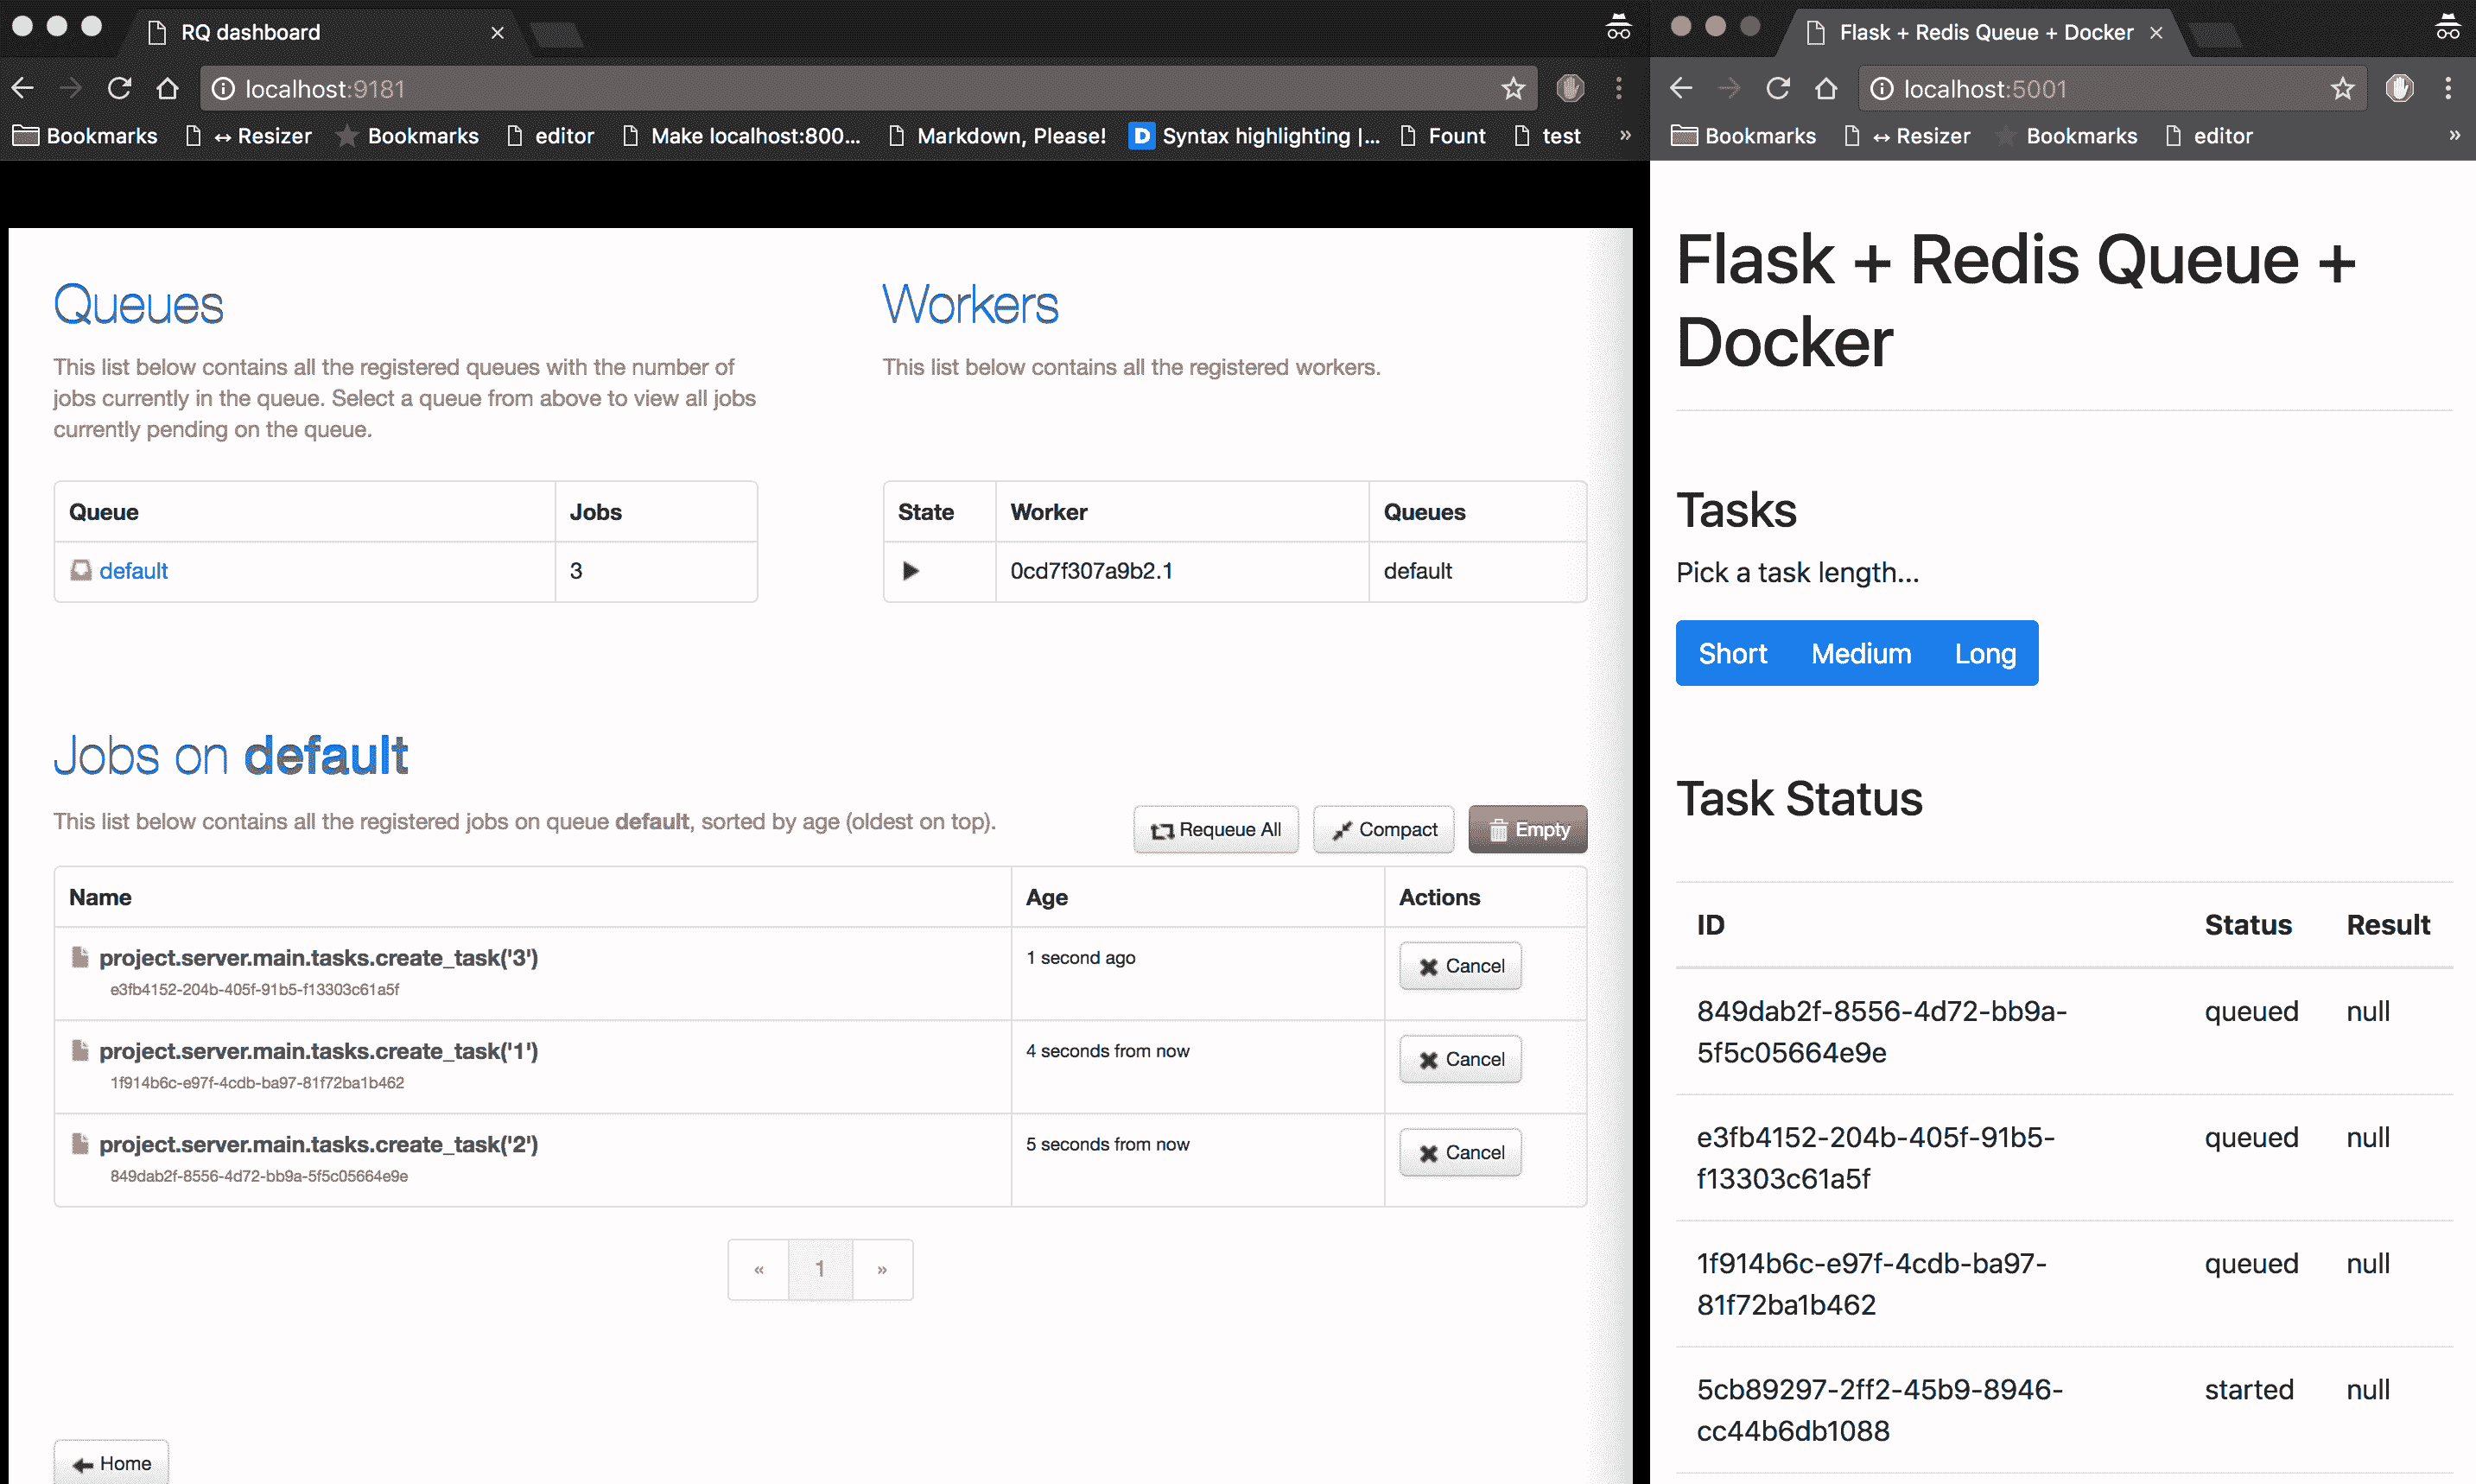 RQ dashboard
localhost:9181
Bookmarks
↔ Resizer
Bookmarks
editor
Make localhost:800...
Markdown, Please!
D
Syntax highlighting |...
Fount
test
»
Queues
This list below contains all the registered queues with the number of
jobs currently in the queue. Select a queue from above to view all jobs
currently pending on the queue.
Queue Jobs
default 3
Workers
This list below contains all the registered workers.
State Worker Queues
0cd7f307a9b2.1 default
Jobs on default
This list below contains all the registered jobs on queue default, sorted by age (oldest on top).
Requeue All
Compact
Empty
Name Age Actions
project.server.main.tasks.create_task('3') 1 second ago Cancel
e3fb4152-204b-405f-91b5-f13303c61a5f
project.server.main.tasks.create_task('1') 4 seconds from now Cancel
1f914b6c-e97f-4cdb-ba97-81f72ba1b462
project.server.main.tasks.create_task('2') 5 seconds from now Cancel
849dab2f-8556-4d72-bb9a-5f5c05664e9e
« 1 »
Home
Flask + Redis Queue + Docker
localhost:5001
Bookmarks
↔ Resizer
Bookmarks
editor
»
Flask + Redis Queue +
Docker
Tasks
Pick a task length...
Short Medium Long
Task Status
ID Status Result
849dab2f-8556-4d72-bb9a- queued null
5f5c05664e9e
e3fb4152-204b-405f-91b5- queued null
f13303c61a5f
1f914b6c-e97f-4cdb-ba97- queued null
81f72ba1b462
5cb89297-2ff2-45b9-8946- started null
cc44b6db1088